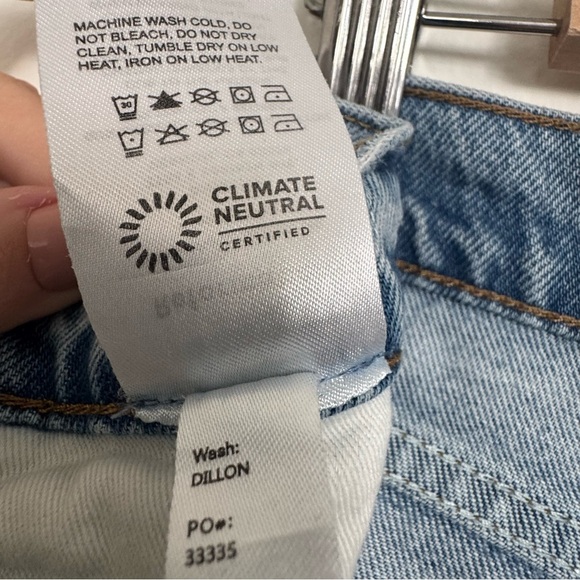 MACHINE WASH COLD, DO
NOT BLEACH, DO NOT DRY
CLEAN, TUMBLE DRY ON LOW
HEAT, IRON ON LOW HEAT.
30
CLIMATE
NEUTRAL
CERTIFIED
Wash:
DILLON
PO#:
33335